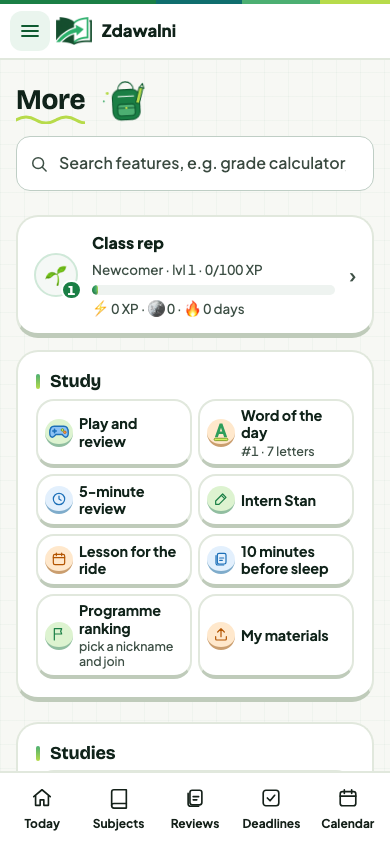 Zdawalni
More
Search features, e.g. grade calculator
Class rep
Newcomer · lvl 1 · 0/100 XP
1
⚡ 0 XP · 🌑 0 · 🔥 0 days
›
Study
Play and
review
Word of the
day
#1 · 7 letters
5-minute
review
Intern Stan
Lesson for the
ride
10 minutes
before sleep
Programme
ranking
pick a nickname
and join
My materials
Studies
Today
Subjects
Reviews
Deadlines
Calendar